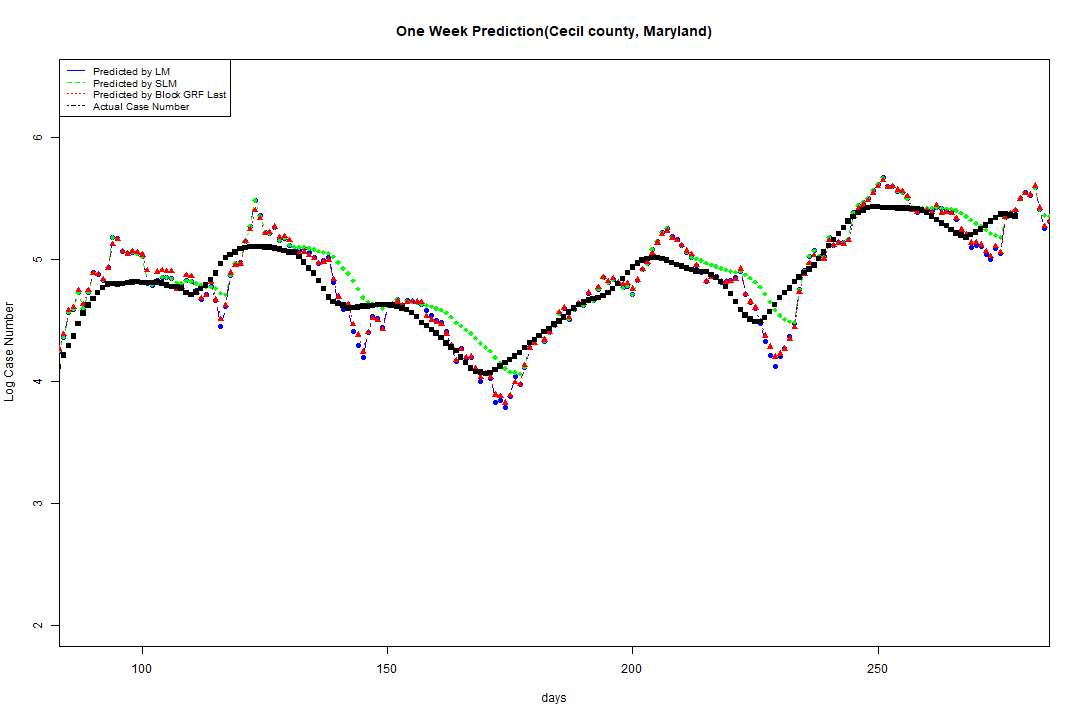 One Week Prediction(Cecil county, Maryland)
Predicted by LM
Predicted by SLM
Predicted by Block GRF Last
Actual Case Number
6
5
4
3
2
Log Case Number
100 150 200 250
days